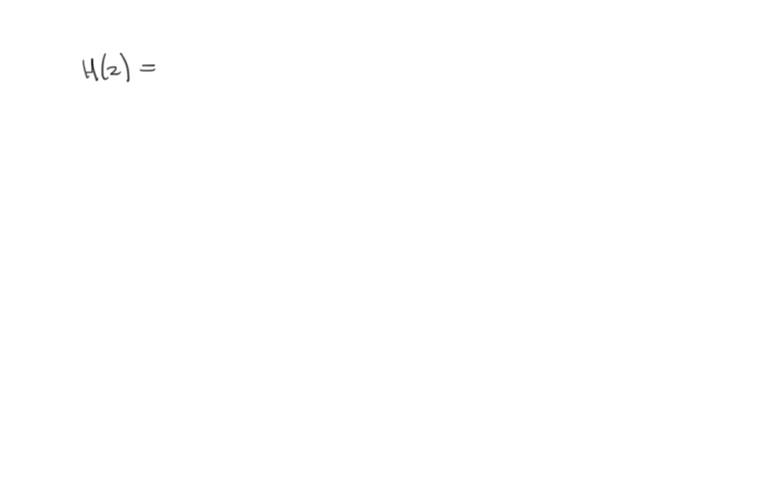 H(z) =